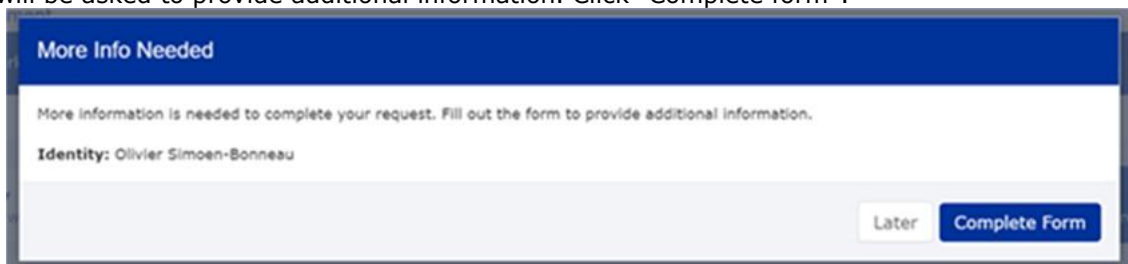 will be asked to provide additional information. Click "Complete form".
More Info Needed
More information is needed to complete your request. Fill out the form to provide additional information.
Identity: Olivier Simoen-Bonneau
Later
Complete Form